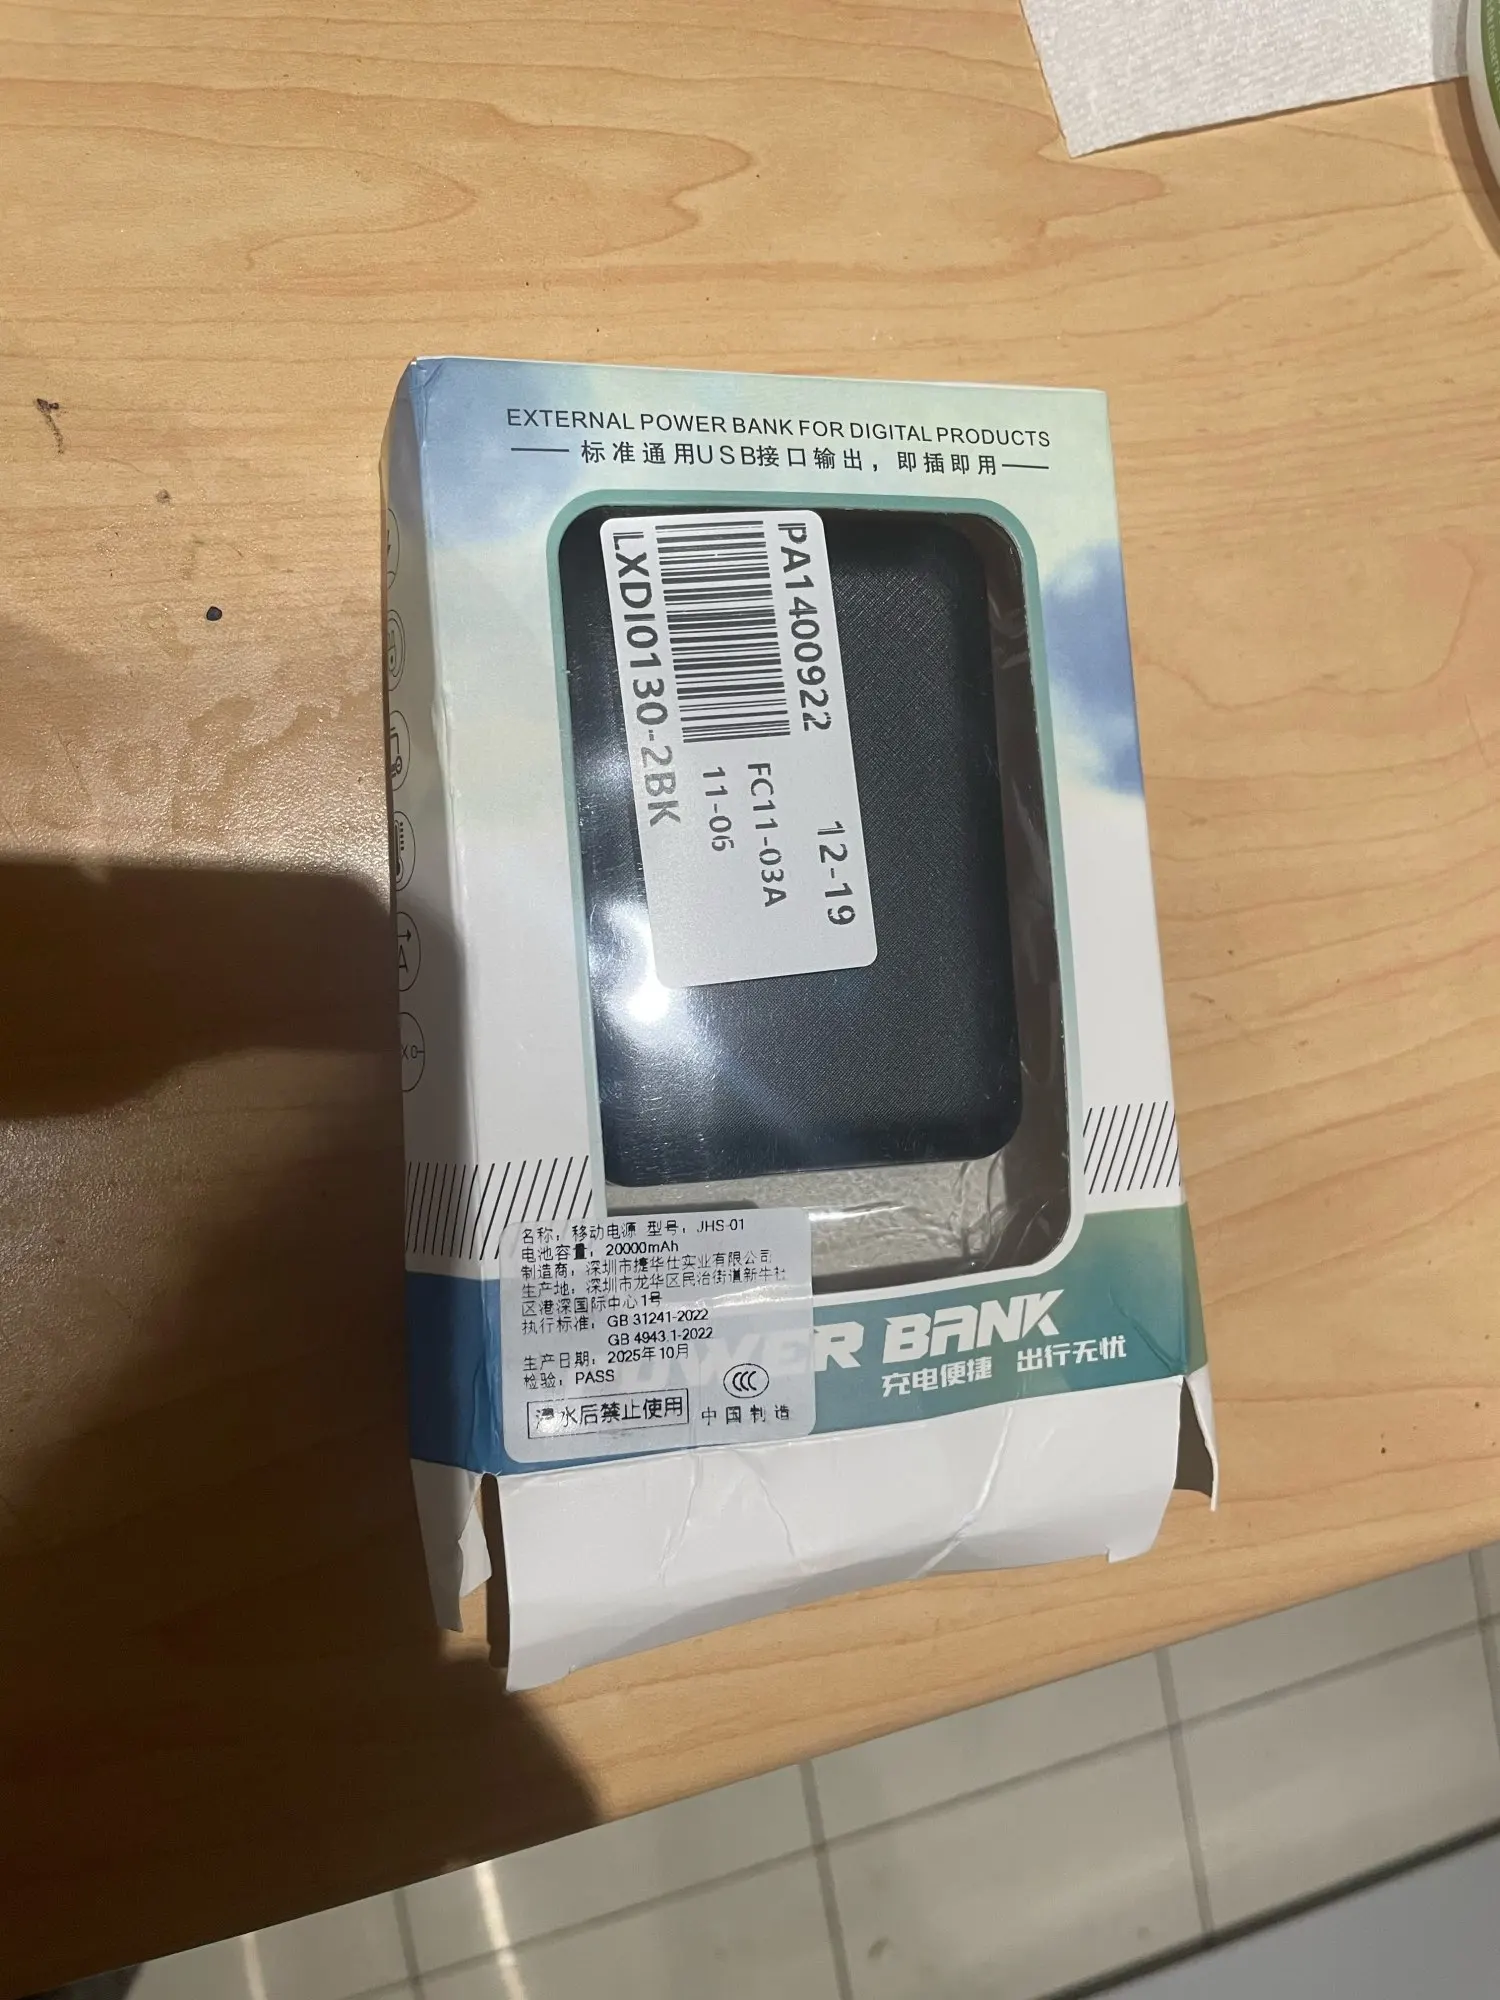 EXTERNAL POWER BANK FOR DIGITAL PRODUCTS
标准通用USB接口输出，即插即用
PA1400922 12-19
FC11-03A
11-06
LXDI0130-2BK
名称：移动电源 型号：JHS-01
电池容量：20000mAh
制造商：深圳市捷华仕实业有限公司
生产地：深圳市龙华区民治街道新牛社
区港深国际中心1号
执行标准：GB 31241-2022
GB 4943.1-2022
生产日期：2025年10月
检验：PASS
浸水后禁止使用
CCC
中国制造
POWER BANK
充电便捷 出行无忧